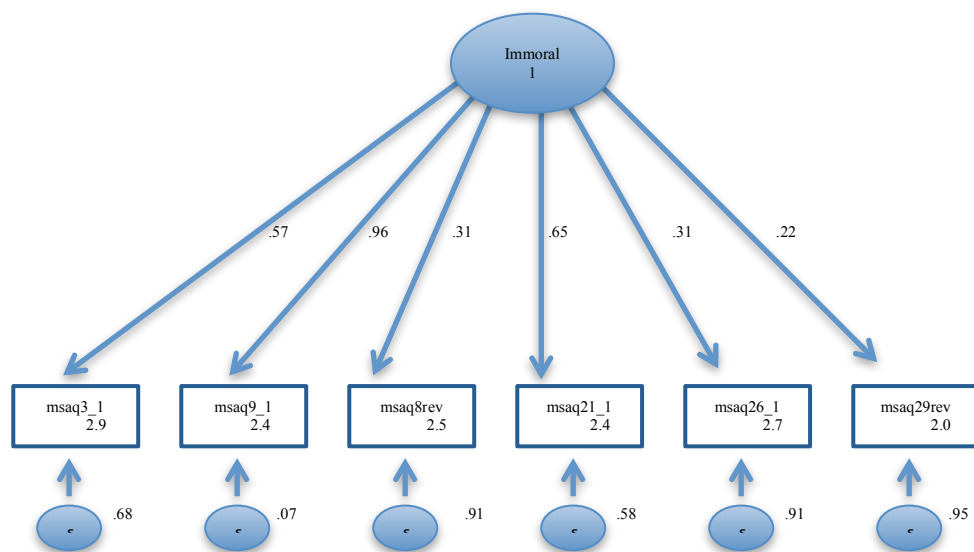 Immoral
1
.57 .96 .31 .65 .31 .22
msaq3_1 msaq9_1 msaq8rev msaq21_1 msaq26_1 msaq29rev
2.9 2.4 2.5 2.4 2.7 2.0
.68 .07 .91 .58 .91 .95